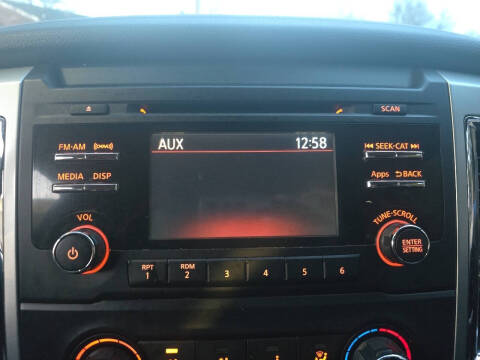 SCAN
FM·AM
SEEK·CAT
AUX 12:58
MEDIA DISP
Apps BACK
VOL
TUNE·SCROLL
ENTER
SETTING
RPT
1
RDM
2
3
4
5
6